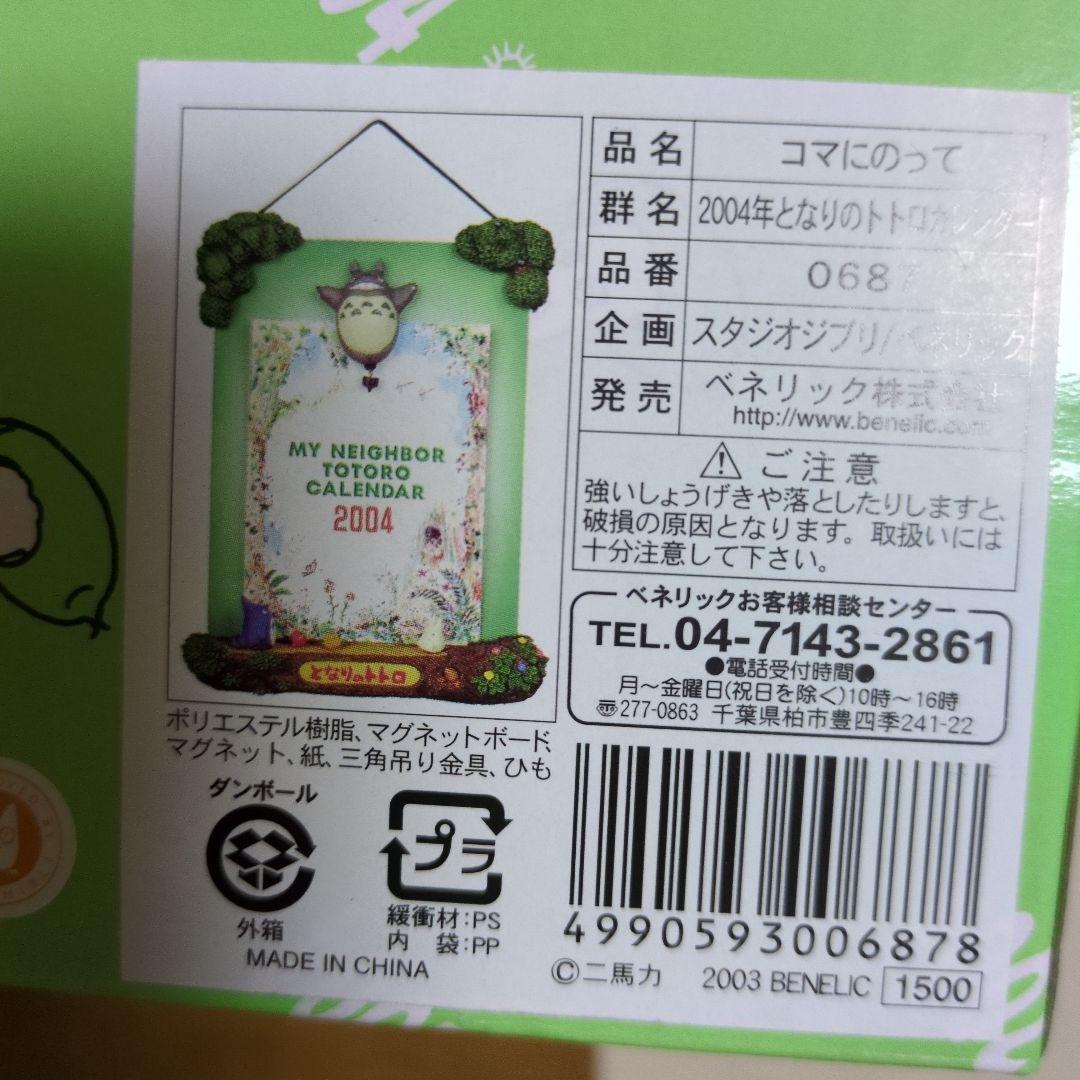 品名 コマにのって
群名 2004年となりのトトロカレンダー
品番 0687
企画 スタジオジブリ/ベネリック
発売 ベネリック株式会社
http://www.benelic.com
ご注意
強いしょうげきや落としたりしますと、
破損の原因となります。取扱いには
十分注意して下さい。
ベネリックお客様相談センター
TEL.04-7143-2861
●電話受付時間●
月～金曜日(祝日を除く)10時～16時
〒277-0863 千葉県柏市豊四季241-22
MY NEIGHBOR
TOTORO
CALENDAR
2004
となりのトトロ
ポリエステル樹脂、マグネットボード、
マグネット、紙、三角吊り金具、ひも
ダンボール
外箱
プラ
緩衝材:PS
内 袋:PP
MADE IN CHINA
4990593006878
©二馬力 2003 BENELIC 1500